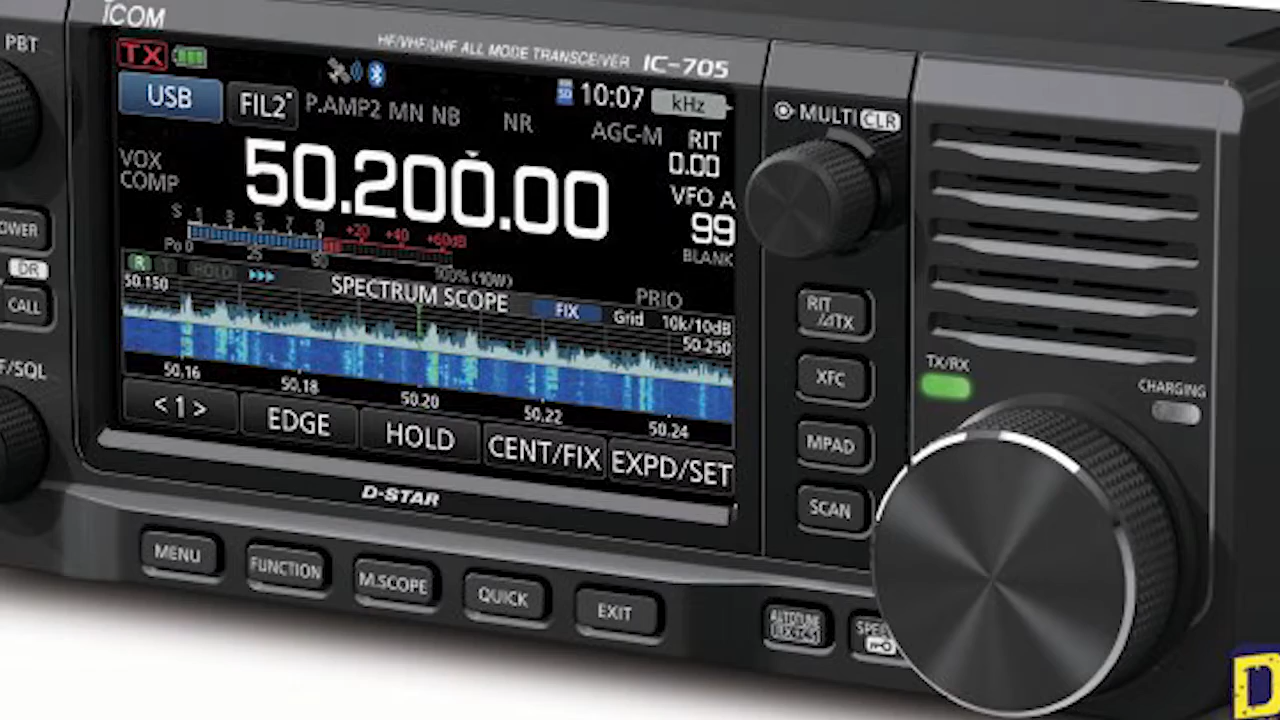 ICOM
PBT
HF/VHF/UHF ALL MODE TRANSCEIVER IC-705
TX
10:07 kHz
USB FIL2 P.AMP2 MN NB NR AGC-M RIT
0.00
VOX
COMP
50.200.00
VFO A
99
BLANK
S 1 3 5 7 9 +20 +40 +60dB
Po 0 25 50 100% (10W)
R T HOLD
SPECTRUM SCOPE PRIO
50.150 FIX Grid 10k/10dB
50.250
50.16 50.18 50.20 50.22 50.24
<1> EDGE HOLD CENT/FIX EXPD/SET
D-STAR
MULTI CLR
OWER
DR
CALL
F/SQL
RIT
XFC
MPAD
SCAN
TX/RX
CHARGING
MENU FUNCTION M.SCOPE QUICK EXIT
AUTOTUNE
D